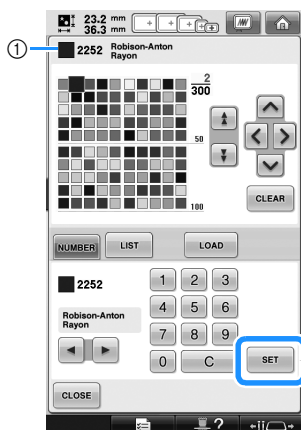 23.2 mm
36.3 mm
1
2252 Robison-Anton
Rayon
2
300
50
100
CLEAR
NUMBER
LIST
LOAD
2252
1 2 3
Robison-Anton
Rayon
4 5 6
7 8 9
0 C
SET
CLOSE
?